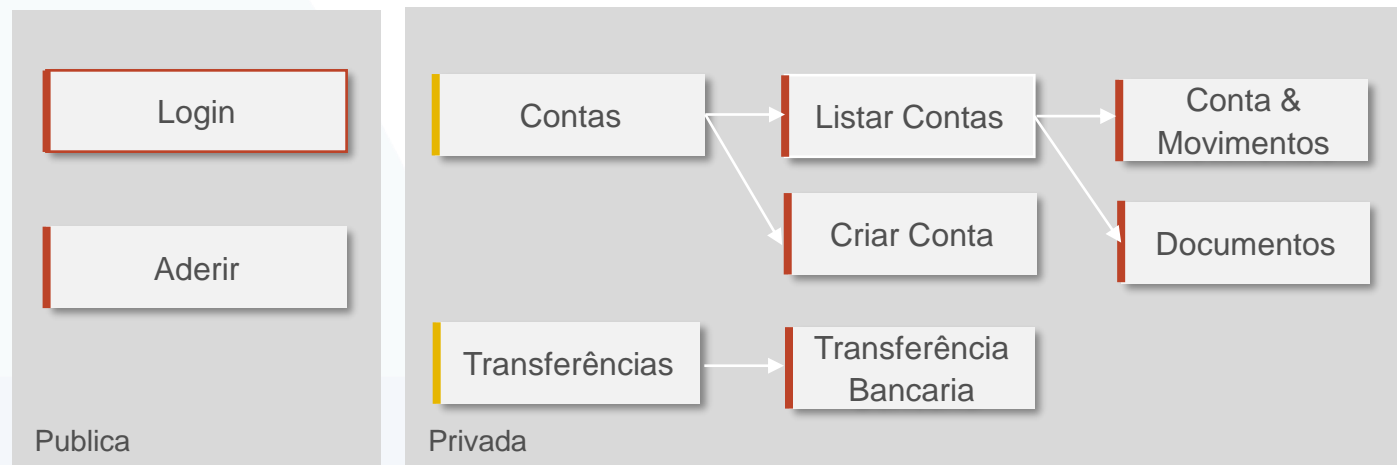 Login
Aderir
Publica
Contas
Listar Contas
Conta &
Movimentos
Criar Conta
Documentos
Transferências
Transferência
Bancaria
Privada